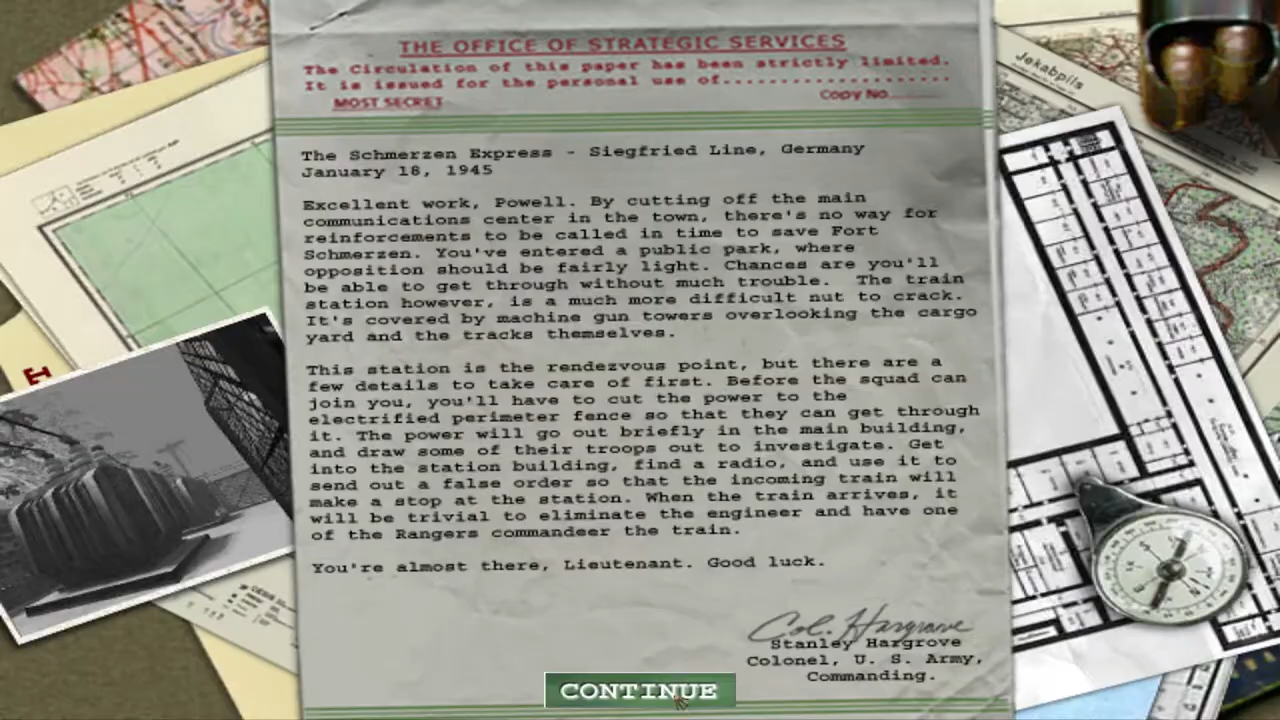 THE OFFICE OF STRATEGIC SERVICES
The Circulation of this paper has been strictly limited.
It is issued for the personal use of......................
MOST SECRET
Copy No.......
Jekabpils
The Schmerzen Express - Siegfried Line, Germany
January 18, 1945
Excellent work, Powell. By cutting off the main
communications center in the town, there's no way for
reinforcements to be called in time to save Fort
Schmerzen. You've entered a public park, where
opposition should be fairly light. Chances are you'll
be able to get through without much trouble. The train
station however, is a much more difficult nut to crack.
It's covered by machine gun towers overlooking the cargo
yard and the tracks themselves.
This station is the rendezvous point, but there are a
few details to take care of first. Before the squad can
join you, you'll have to cut the power to the
electrified perimeter fence so that they can get through
it. The power will go out briefly in the main building,
and draw some of their troops out to investigate. Get
into the station building, find a radio, and use it to
send out a false order so that the incoming train will
make a stop at the station. When the train arrives, it
will be trivial to eliminate the engineer and have one
of the Rangers commandeer the train.
You're almost there, Lieutenant. Good luck.
Col. Hargrove
Stanley Hargrove
Colonel, U. S. Army,
Commanding.
CONTINUE